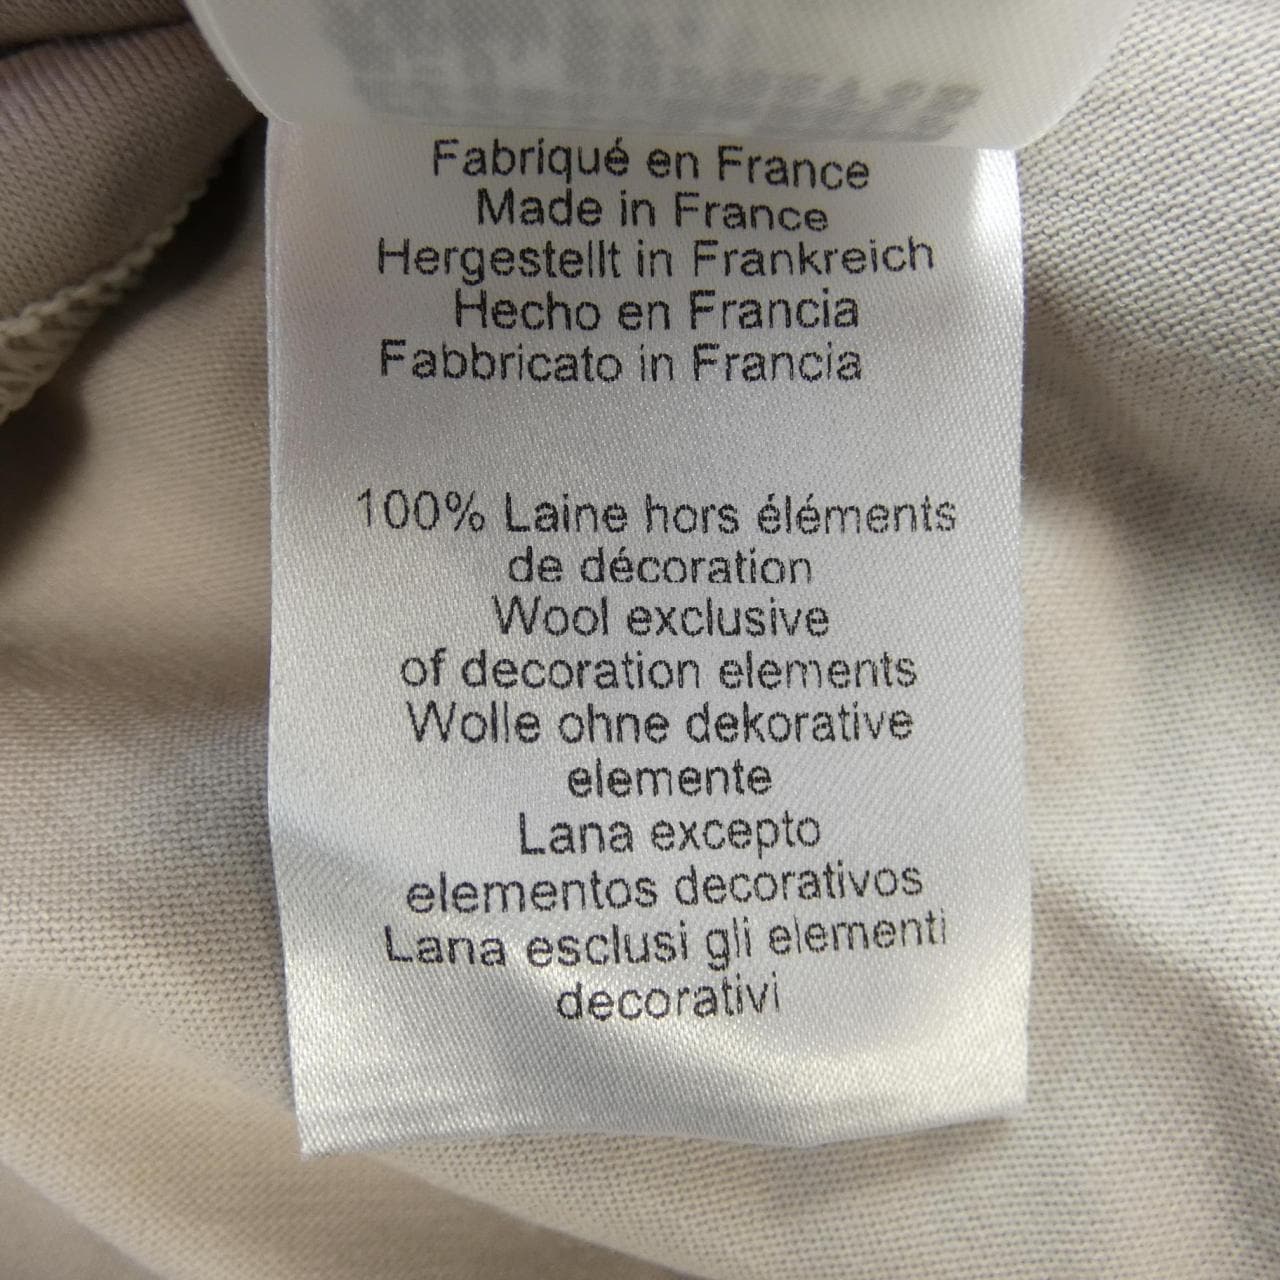 Fabriqué en France
Made in France
Hergestellt in Frankreich
Hecho en Francia
Fabbricato in Francia
100% Laine hors éléments
de décoration
Wool exclusive
of decoration elements
Wolle ohne dekorative
elemente
Lana excepto
elementos decorativos
Lana esclusi gli elementi
decorativi